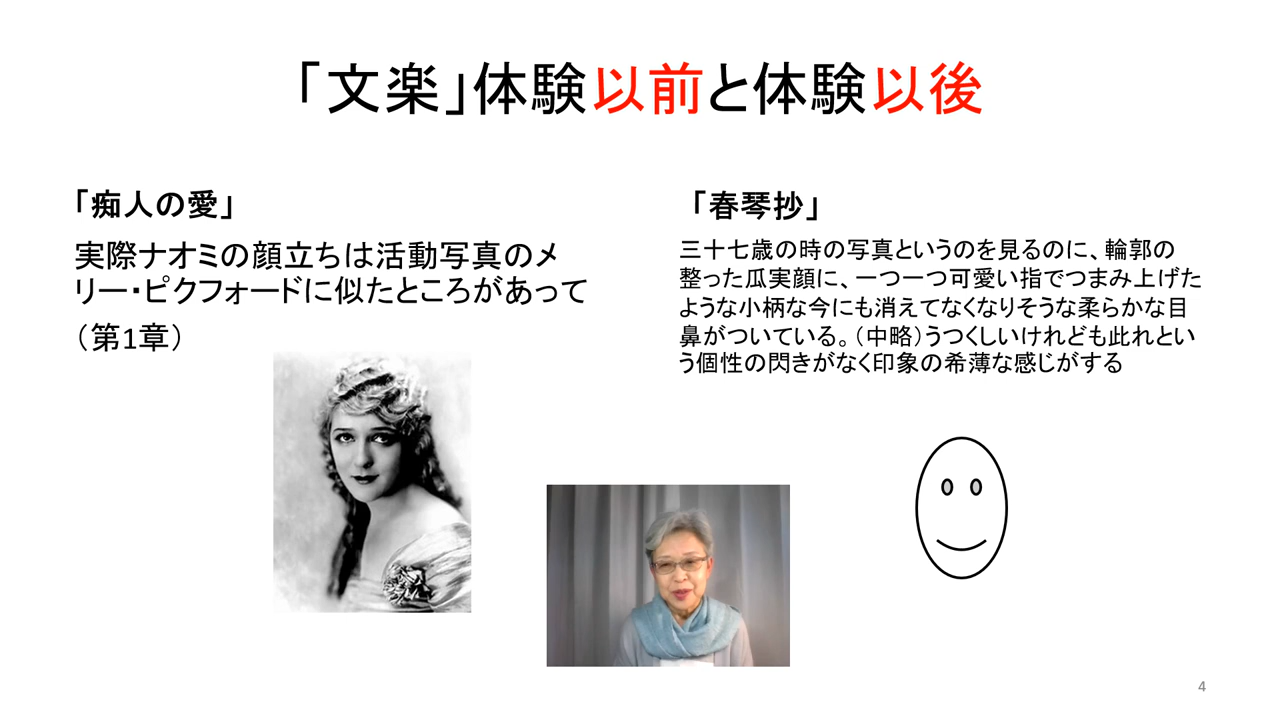 「文楽」体験以前と体験以後
「痴人の愛」
実際ナオミの顔立ちは活動写真のメ
リー・ピクフォードに似たところがあって
（第1章）
「春琴抄」
三十七歳の時の写真というのを見るのに、輪郭の
整った瓜実顔に、一つ一つ可愛い指でつまみ上げた
ような小柄な今にも消えてなくなりそうな柔らかな目
鼻がついている。（中略）うつくしいけれども此れとい
う個性の閃きがなく印象の希薄な感じがする
4